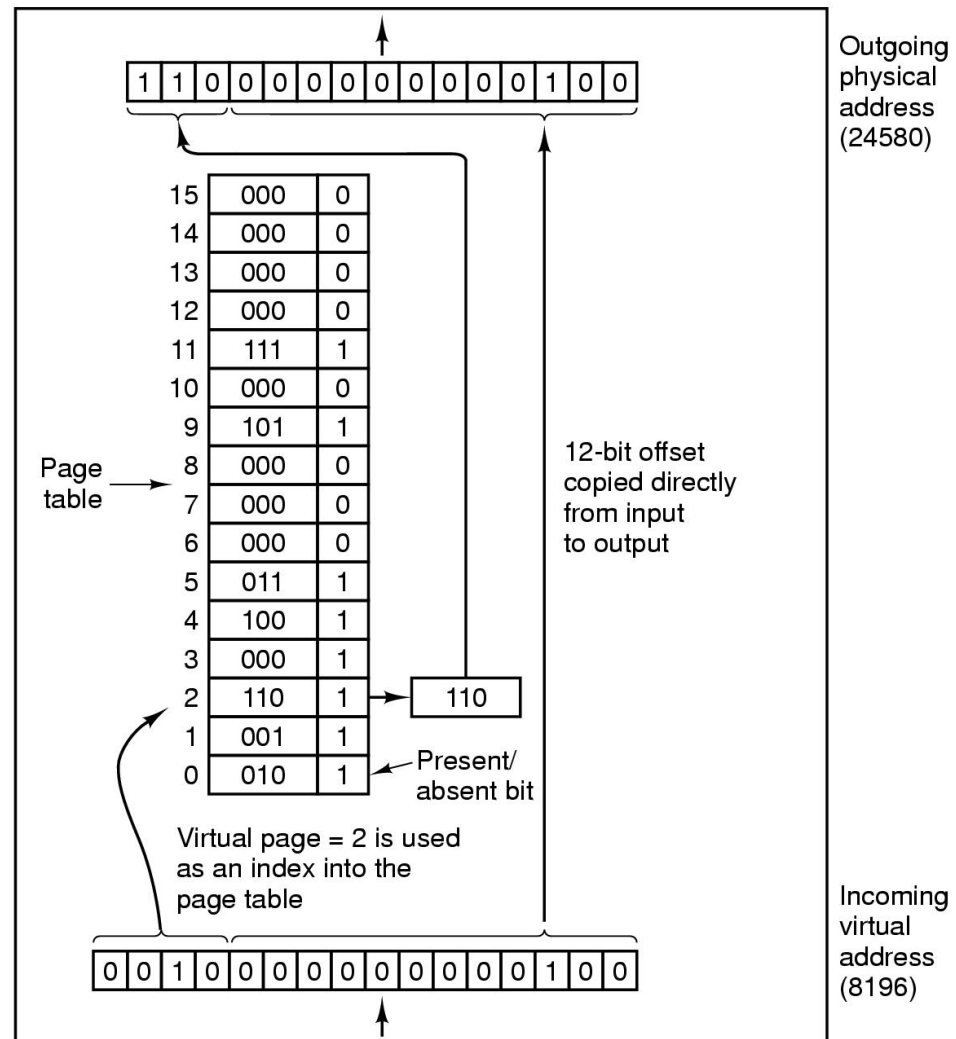 1 1 0 0 0 0 0 0 0 0 0 0 1 0 0
Outgoing
physical
address
(24580)
15 000 0
14 000 0
13 000 0
12 000 0
11 111 1
10 000 0
9 101 1
8 000 0
7 000 0
6 000 0
5 011 1
4 100 1
3 000 1
2 110 1 110
1 001 1
0 010 1
Page
table
12-bit offset
copied directly
from input
to output
Present/
absent bit
Virtual page = 2 is used
as an index into the
page table
0 0 1 0 0 0 0 0 0 0 0 0 0 1 0 0
Incoming
virtual
address
(8196)